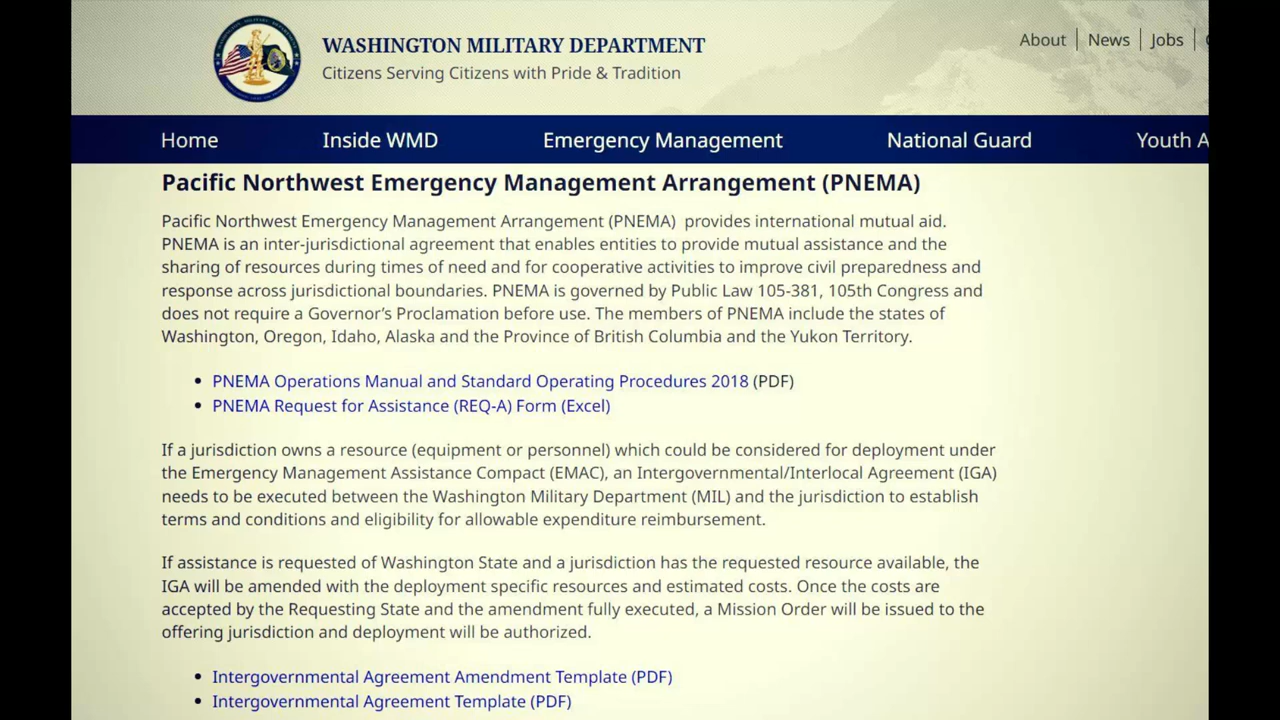 WASHINGTON MILITARY DEPARTMENT
Citizens Serving Citizens with Pride & Tradition
About
News
Jobs
Home
Inside WMD
Emergency Management
National Guard
Youth A
Pacific Northwest Emergency Management Arrangement (PNEMA)
Pacific Northwest Emergency Management Arrangement (PNEMA)  provides international mutual aid.
PNEMA is an inter-jurisdictional agreement that enables entities to provide mutual assistance and the
sharing of resources during times of need and for cooperative activities to improve civil preparedness and
response across jurisdictional boundaries. PNEMA is governed by Public Law 105-381, 105th Congress and
does not require a Governor's Proclamation before use. The members of PNEMA include the states of
Washington, Oregon, Idaho, Alaska and the Province of British Columbia and the Yukon Territory.
• PNEMA Operations Manual and Standard Operating Procedures 2018 (PDF)
• PNEMA Request for Assistance (REQ-A) Form (Excel)
If a jurisdiction owns a resource (equipment or personnel) which could be considered for deployment under
the Emergency Management Assistance Compact (EMAC), an Intergovernmental/Interlocal Agreement (IGA)
needs to be executed between the Washington Military Department (MIL) and the jurisdiction to establish
terms and conditions and eligibility for allowable expenditure reimbursement.
If assistance is requested of Washington State and a jurisdiction has the requested resource available, the
IGA will be amended with the deployment specific resources and estimated costs. Once the costs are
accepted by the Requesting State and the amendment fully executed, a Mission Order will be issued to the
offering jurisdiction and deployment will be authorized.
• Intergovernmental Agreement Amendment Template (PDF)
• Intergovernmental Agreement Template (PDF)